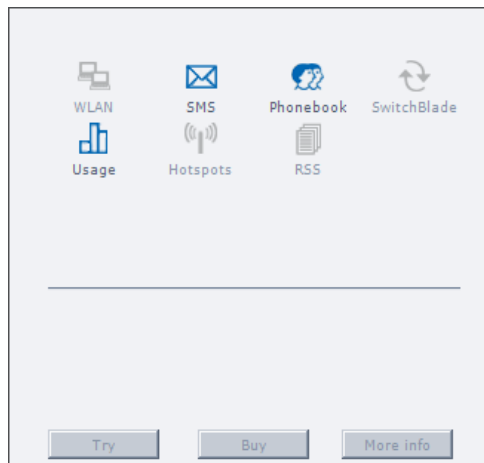 WLAN SMS Phonebook SwitchBlade
Usage Hotspots RSS
Try Buy More info